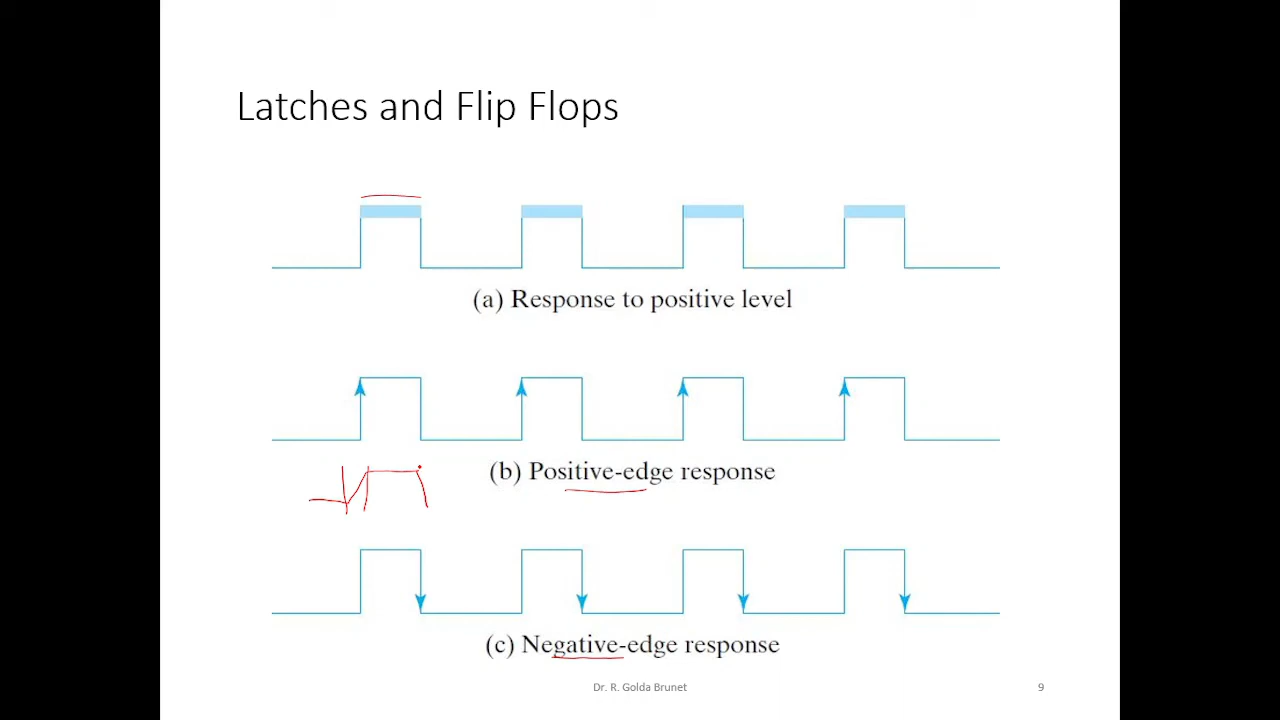 Latches and Flip Flops
(a) Response to positive level
(b) Positive-edge response
(c) Negative-edge response
Dr. R. Golda Brunet
9